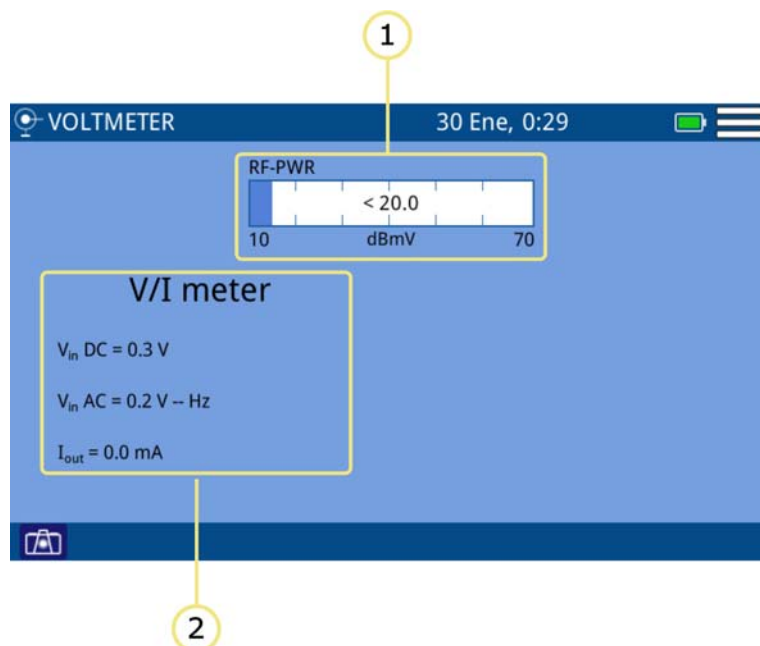 1
VOLTMETER 30 Ene, 0:29
RF-PWR
< 20.0
10 dBmV 70
V/I meter
Vin DC = 0.3 V
Vin AC = 0.2 V -- Hz
Iout = 0.0 mA
2